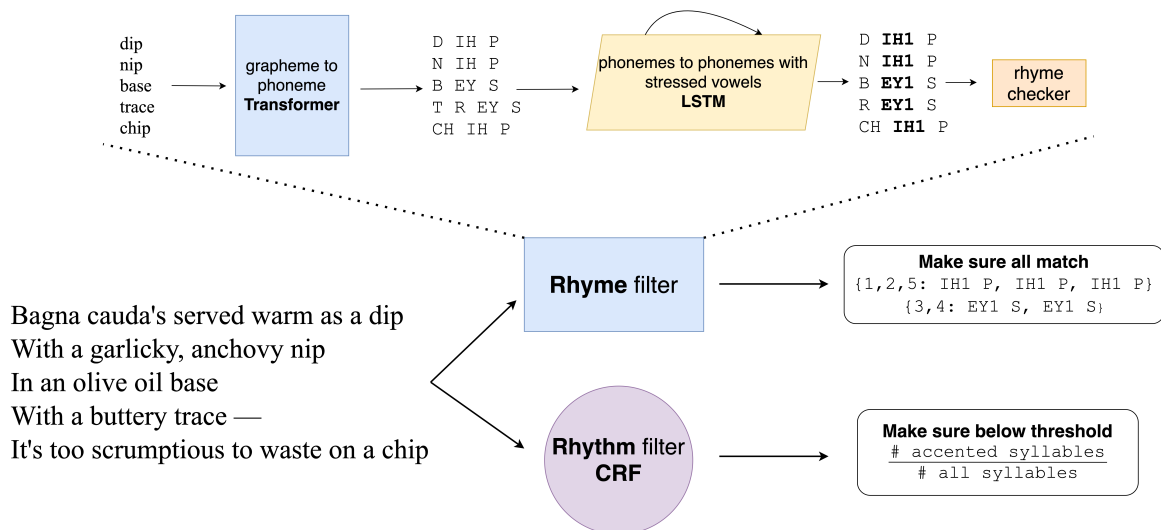 dip
nip
base
trace
chip
grapheme to
phoneme
Transformer
D IH P
N IH P
B EY S
T R EY S
CH IH P
phonemes to phonemes with
stressed vowels
LSTM
D IH1 P
N IH1 P
B EY1 S
R EY1 S
CH IH1 P
rhyme
checker
Bagna cauda's served warm as a dip
With a garlicky, anchovy nip
In an olive oil base
With a buttery trace —
It's too scrumptious to waste on a chip
Rhyme filter
Make sure all match
{1,2,5: IH1 P, IH1 P, IH1 P}
{3,4: EY1 S, EY1 S}
Rhythm filter
CRF
Make sure below threshold
# accented syllables
# all syllables